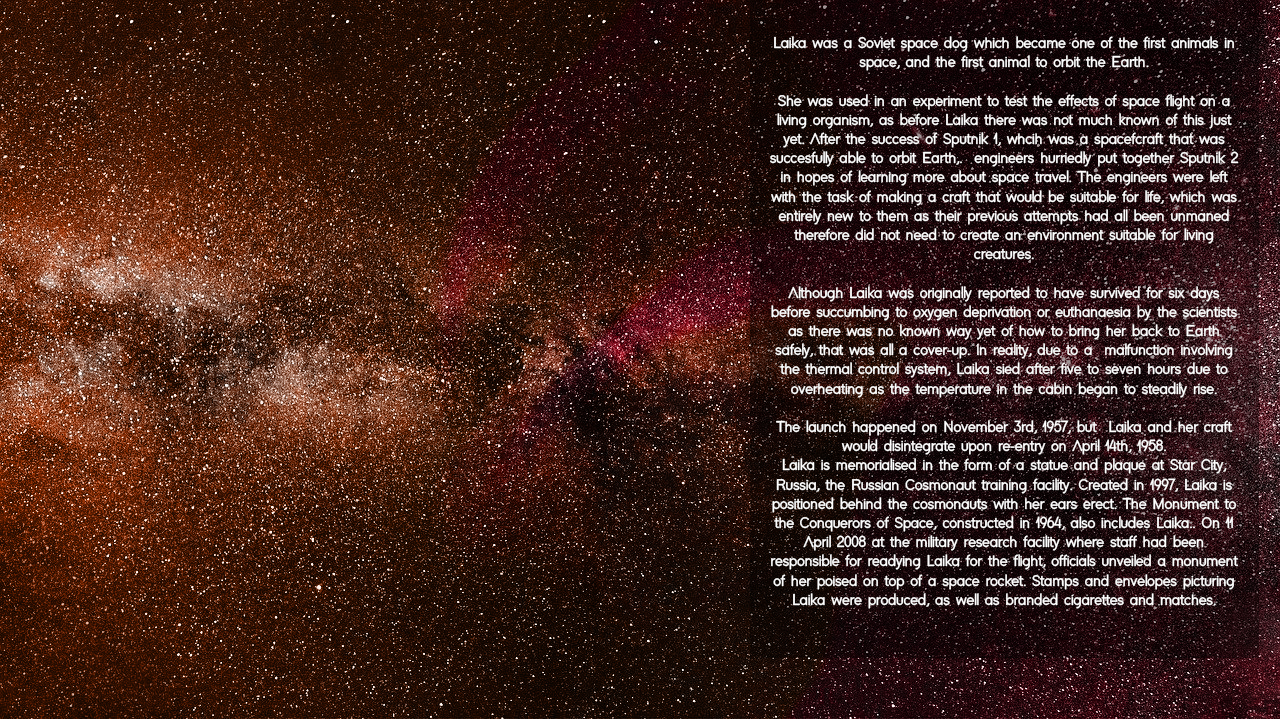 Laika was a Soviet space dog which became one of the first animals in
space, and the first animal to orbit the Earth.
She was used in an experiment to test the effects of space flight on a
living organism, as before Laika there was not much known of this just
yet. After the success of Sputnik 1, whcih was a spacefcraft that was
succesfully able to orbit Earth,. engineers hurriedly put together Sputnik 2
in hopes of learning more about space travel. The engineers were left
with the task of making a craft that would be suitable for life, which was
entirely new to them as their previous attempts had all been unmaned
therefore did not need to create an environment suitable for living
creatures.
Although Laika was originally reported to have survived for six days
before succumbing to oxygen deprivation or euthanaesia by the scientists
as there was no known way yet of how to bring her back to Earth
safely,. that was all a cover-up. In reality, due to a malfunction involving
the thermal control system, Laika sied after five to seven hours due to
overheating as the temperature in the cabin began to steadily rise.
The launch happened on November 3rd, 1957, but Laika and her craft
would disintegrate upon re-entry on April 14th, 1958.
Laika is memorialised in the form of a statue and plaque at Star City,
Russia, the Russian Cosmonaut training facility. Created in 1997, Laika is
positioned behind the cosmonauts with her ears erect. The Monument to
the Conquerors of Space, constructed in 1964, also includes Laika.. On 11
April 2008 at the military research facility where staff had been
responsible for readying Laika for the flight, officials unveiled a monument
of her poised on top of a space rocket. Stamps and envelopes picturing
Laika were produced, as well as branded cigarettes and matches.